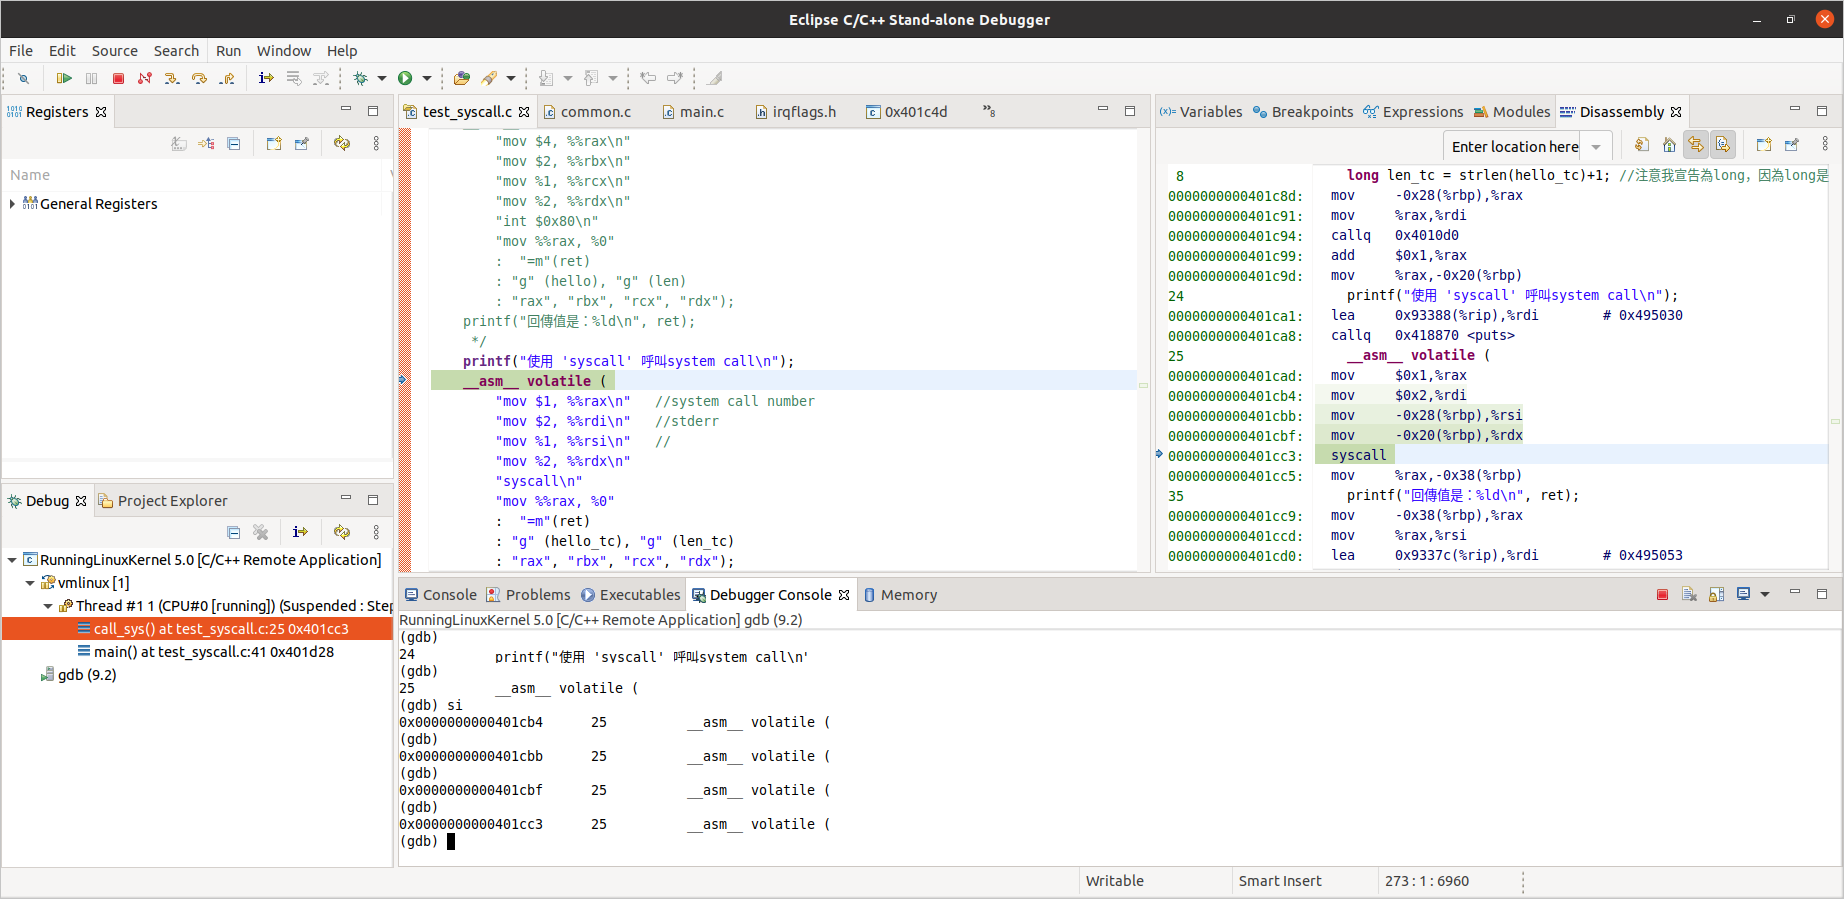 Eclipse C/C++ Stand-alone Debugger
File Edit Source Search Run Window Help
Registers
Name
General Registers
Debug Project Explorer
RunningLinuxKernel 5.0 [C/C++ Remote Application]
vmlinux [1]
Thread #1 1 (CPU#0 [running]) (Suspended : Step
call_sys() at test_syscall.c:25 0x401cc3
main() at test_syscall.c:41 0x401d28
gdb (9.2)
test_syscall.c common.c main.c irqflags.h 0x401c4d »8
"mov $4, %%rax\n"
"mov $2, %%rbx\n"
"mov %1, %%rcx\n"
"mov %2, %%rdx\n"
"int $0x80\n"
"mov %%rax, %0"
: "=m"(ret)
: "g" (hello), "g" (len)
: "rax", "rbx", "rcx", "rdx");
printf("回傳值是：%ld\n", ret);
*/
printf("使用 'syscall' 呼叫system call\n");
__asm__ volatile (
"mov $1, %%rax\n" //system call number
"mov $2, %%rdi\n" //stderr
"mov %1, %%rsi\n" //
"mov %2, %%rdx\n"
"syscall\n"
"mov %%rax, %0"
: "=m"(ret)
: "g" (hello_tc), "g" (len_tc)
: "rax", "rbx", "rcx", "rdx");
(x)= Variables Breakpoints Expressions Modules Disassembly
Enter location here
8 long len_tc = strlen(hello_tc)+1; //注意我宣告為long, 因為long是
0000000000401c8d: mov -0x28(%rbp),%rax
0000000000401c91: mov %rax,%rdi
0000000000401c94: callq 0x4010d0
0000000000401c99: add $0x1,%rax
0000000000401c9d: mov %rax,-0x20(%rbp)
24 printf("使用 'syscall' 呼叫system call\n");
0000000000401ca1: lea 0x93388(%rip),%rdi # 0x495030
0000000000401ca8: callq 0x418870 <puts>
25 __asm__ volatile (
0000000000401cad: mov $0x1,%rax
0000000000401cb4: mov $0x2,%rdi
0000000000401cbb: mov -0x28(%rbp),%rsi
0000000000401cbf: mov -0x20(%rbp),%rdx
0000000000401cc3: syscall
0000000000401cc5: mov %rax,-0x38(%rbp)
35 printf("回傳值是：%ld\n", ret);
0000000000401cc9: mov -0x38(%rbp),%rax
0000000000401ccd: mov %rax,%rsi
0000000000401cd0: lea 0x9337c(%rip),%rdi # 0x495053
Console Problems Executables Debugger Console Memory
RunningLinuxKernel 5.0 [C/C++ Remote Application] gdb (9.2)
(gdb)
24 printf("使用 'syscall' 呼叫system call\n"
(gdb)
25 __asm__ volatile (
(gdb) si
0x0000000000401cb4 25 __asm__ volatile (
(gdb)
0x0000000000401cbb 25 __asm__ volatile (
(gdb)
0x0000000000401cbf 25 __asm__ volatile (
(gdb)
0x0000000000401cc3 25 __asm__ volatile (
(gdb)
Writable Smart Insert 273 : 1 : 6960